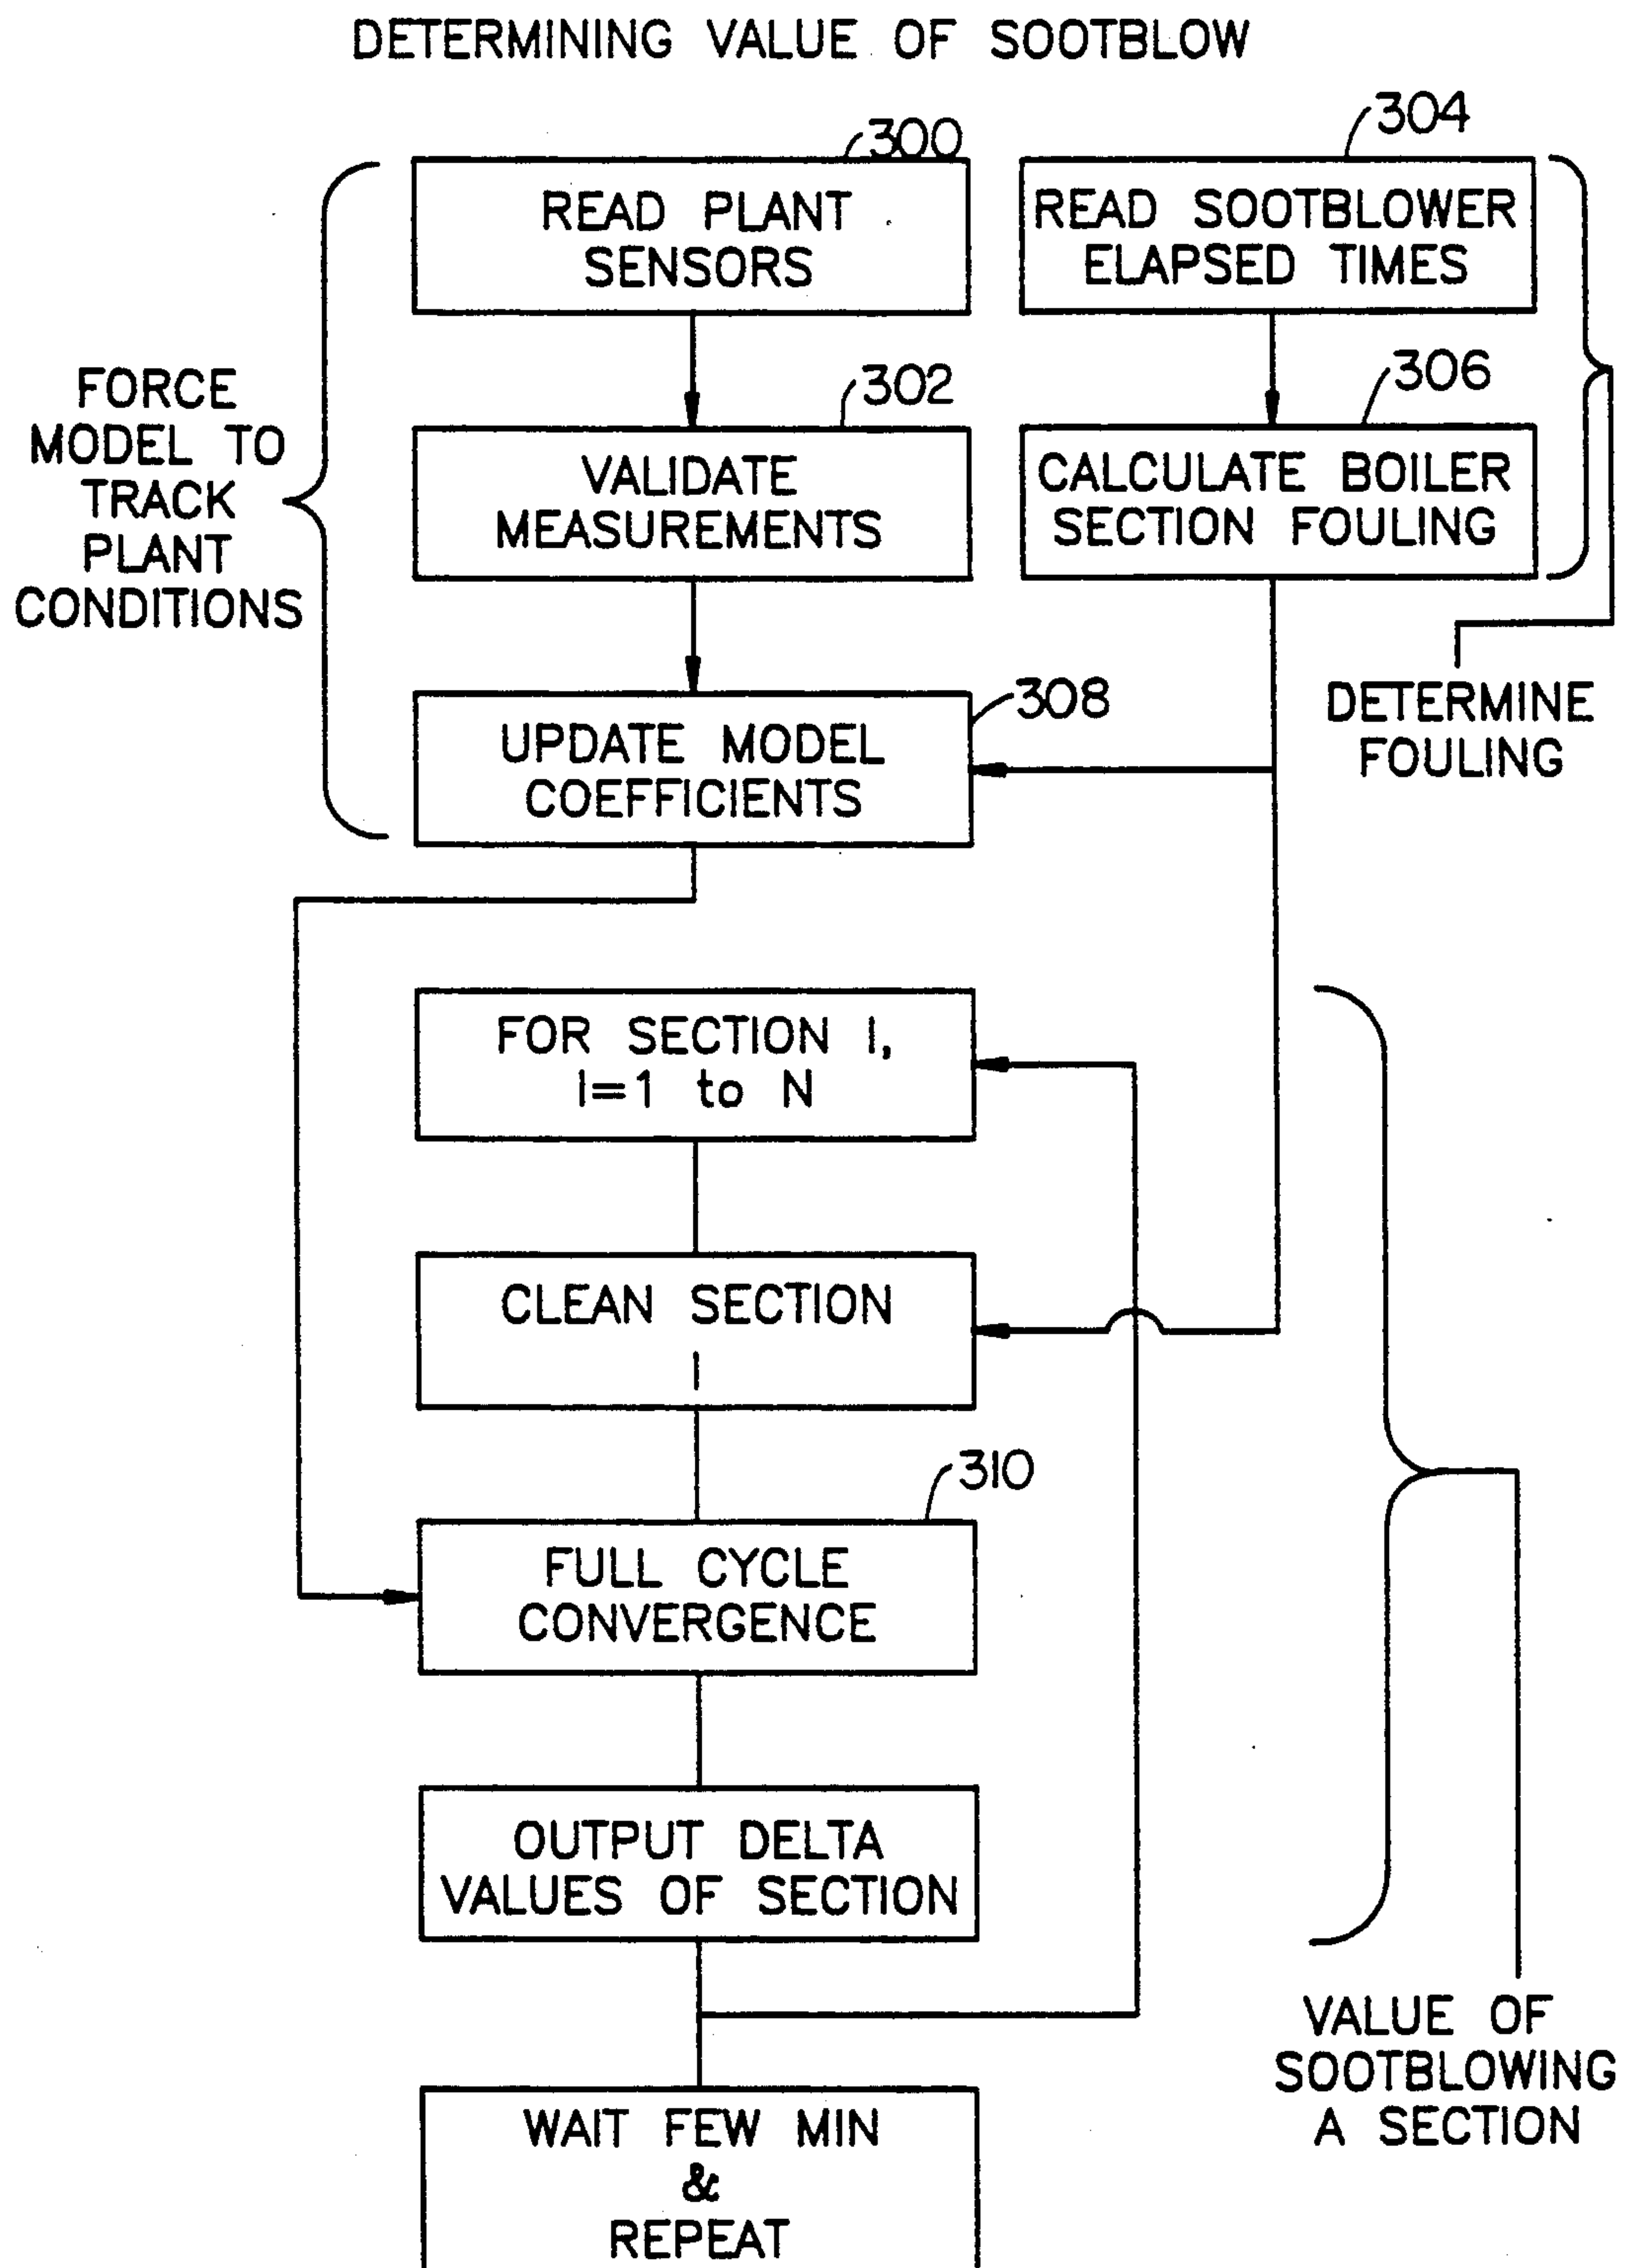 DETERMINING VALUE OF SOOTBLOW
300
304
READ PLANT
SENSORS
READ SOOTBLOWER
ELAPSED TIMES
302
306
FORCE
MODEL TO
TRACK
PLANT
CONDITIONS
VALIDATE
MEASUREMENTS
CALCULATE BOILER
SECTION FOULING
308
UPDATE MODEL
COEFFICIENTS
DETERMINE
FOULING
FOR SECTION I,
I=1 to N
CLEAN SECTION
I
310
FULL CYCLE
CONVERGENCE
OUTPUT DELTA
VALUES OF SECTION
VALUE OF
SOOTBLOWING
A SECTION
WAIT FEW MIN
&
REPEAT